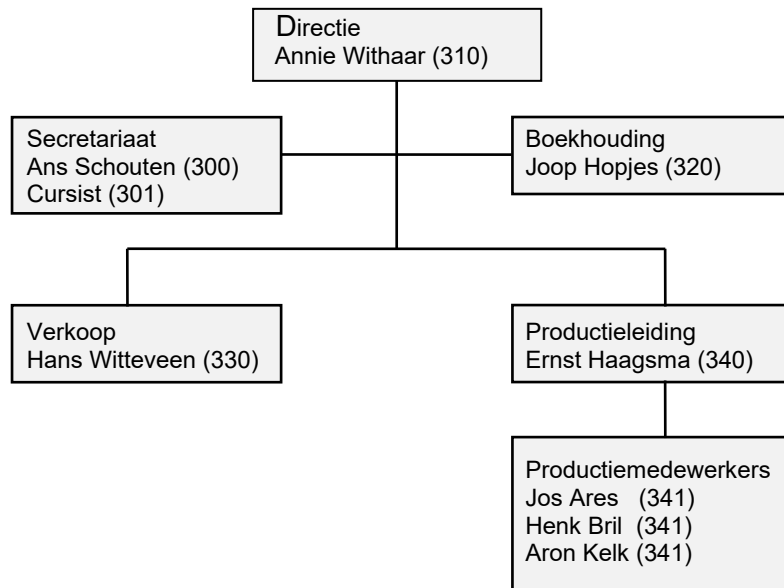 Directie
Annie Withaar (310)
Secretariaat
Ans Schouten (300)
Cursist (301)
Boekhouding
Joop Hopjes (320)
Verkoop
Hans Witteveen (330)
Productieleiding
Ernst Haagsma (340)
Productiemedewerkers
Jos Ares (341)
Henk Bril (341)
Aron Kelk (341)